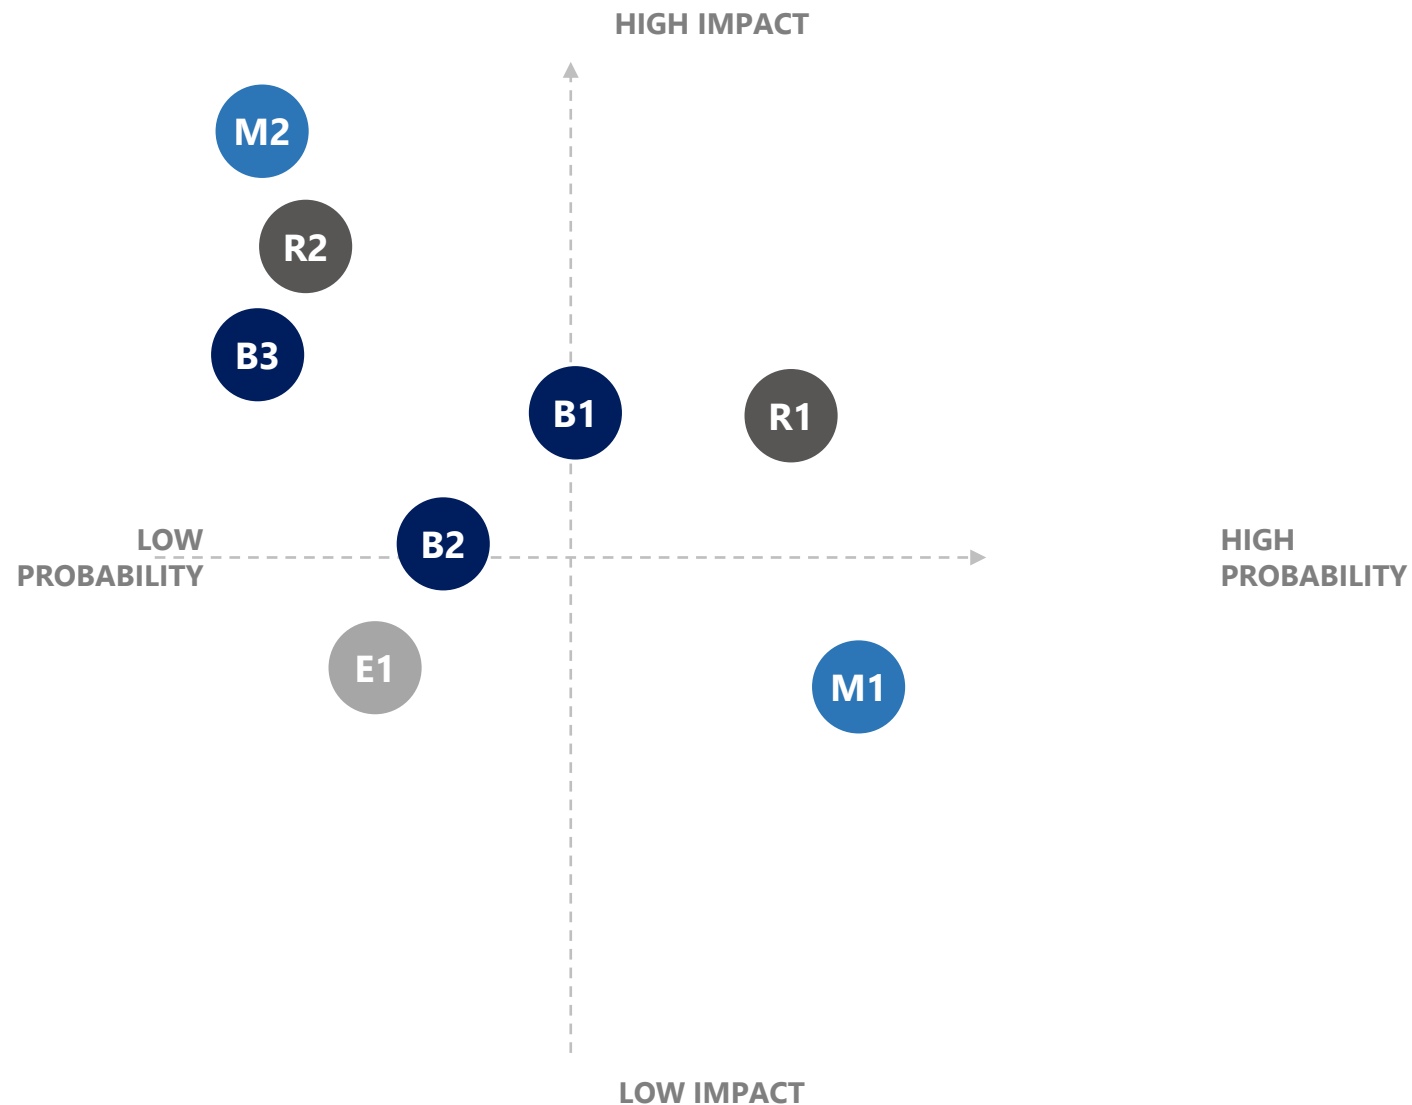 HIGH IMPACT
M2
R2
B3
B1
R1
LOW
PROBABILITY
B2
HIGH
PROBABILITY
E1
M1
LOW IMPACT